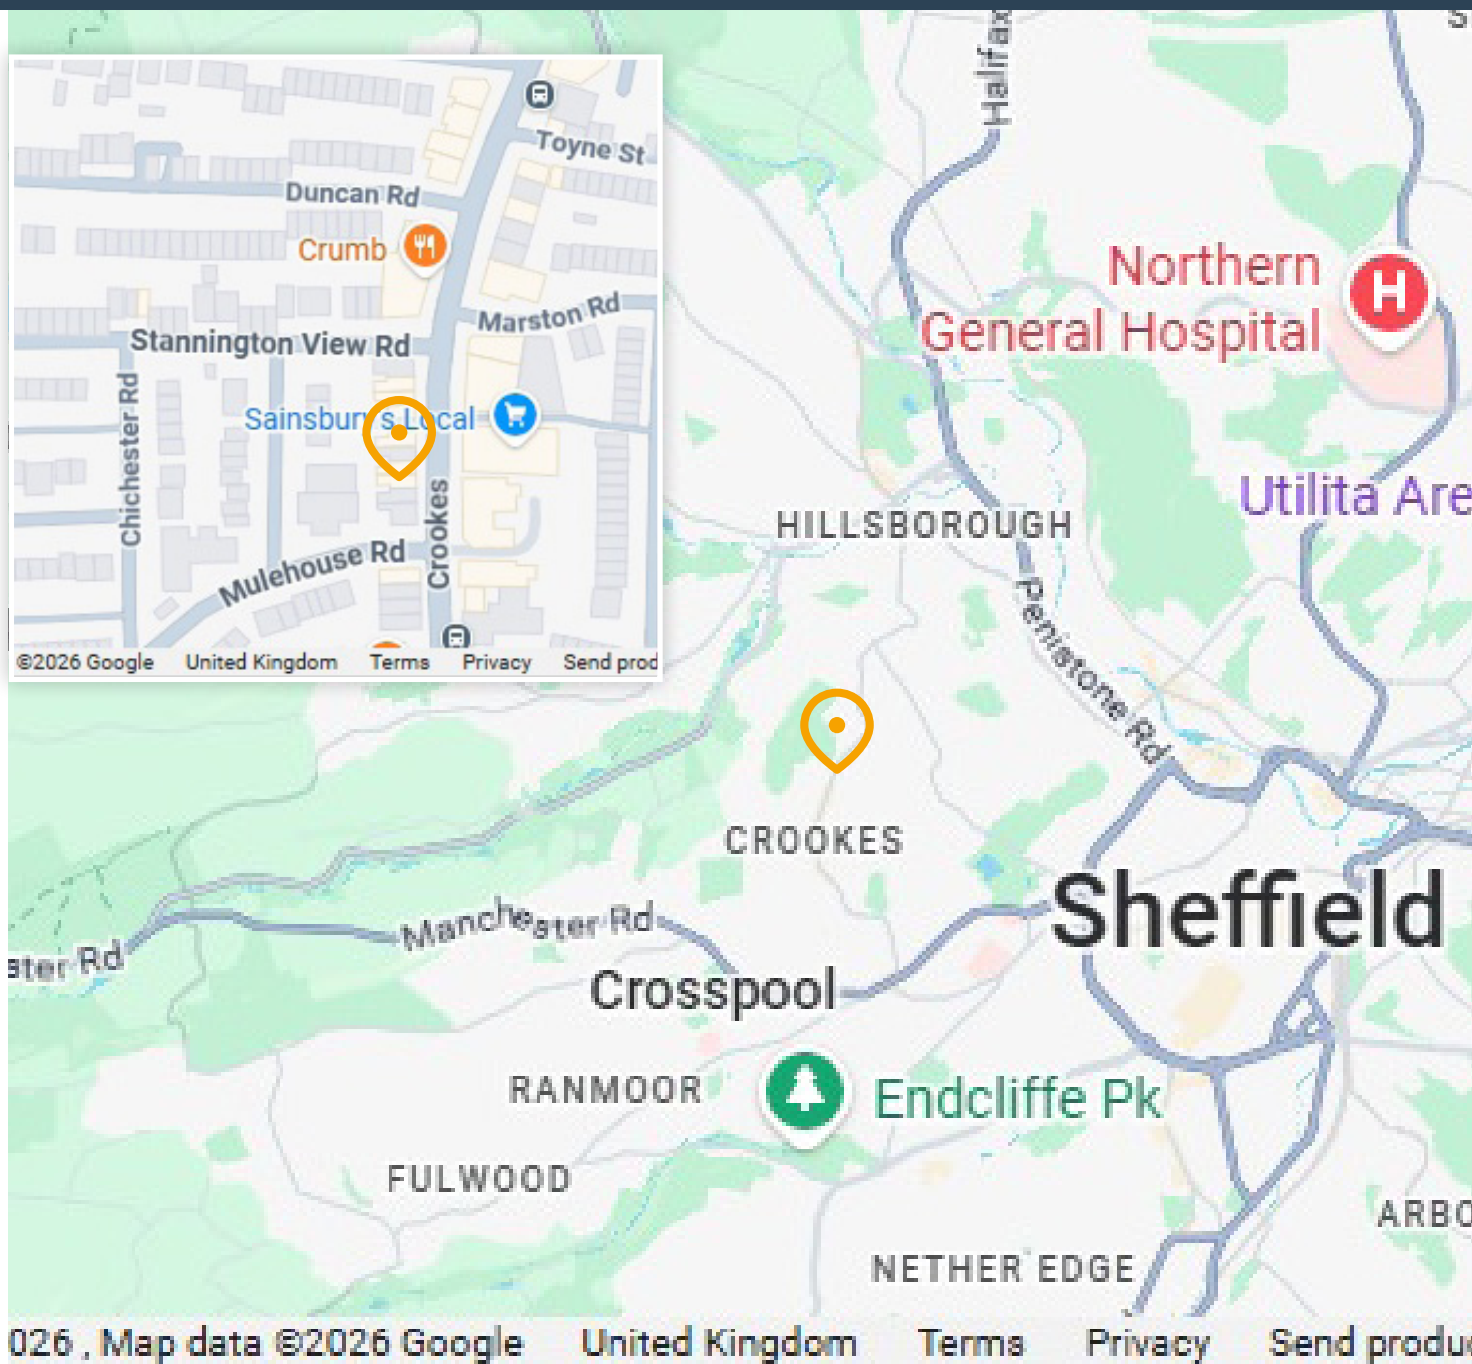 Halifax
Toyne St
Duncan Rd
Crumb
Marston Rd
Stannington View Rd
Sainsbury's Local
Chichester Rd
Crookes
Mulehouse Rd
©2026 Google United Kingdom Terms Privacy Send prod
Northern
General Hospital
Utilita Are
HILLSBOROUGH
Penistone Rd
CROOKES
Sheffield
Manchester Rd
ster Rd
Crosspool
RANMOOR
Endcliffe Pk
FULWOOD
ARBO
NETHER EDGE
026 , Map data ©2026 Google United Kingdom Terms Privacy Send produc